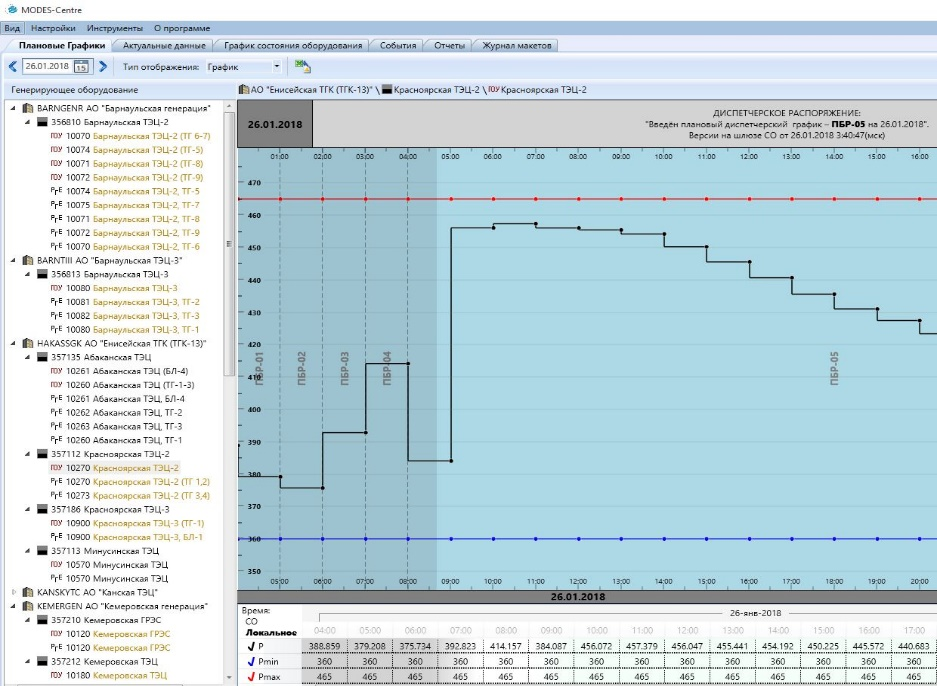 MODES-Centre
Вид Настройки Инструменты О программе
Плановые Графики Актуальные данные График состояния оборудования События Отчеты Журнал макетов
26.01.2018 15 Тип отображения: График
Генерирующее оборудование
АО "Енисейская ТГК (ТГК-13)" \ Красноярская ТЭЦ-2 \ ГОУ Красноярская ТЭЦ-2
BARNGENR АО "Барнаульская генерация"
356810 Барнаульская ТЭЦ-2
ГОУ 10070 Барнаульская ТЭЦ-2 (ТГ 6-7)
ГОУ 10074 Барнаульская ТЭЦ-2 (ТГ-5)
ГОУ 10071 Барнаульская ТЭЦ-2 (ТГ-8)
ГОУ 10072 Барнаульская ТЭЦ-2 (ТГ-9)
РГЕ 10074 Барнаульская ТЭЦ-2, ТГ-5
РГЕ 10075 Барнаульская ТЭЦ-2, ТГ-7
РГЕ 10071 Барнаульская ТЭЦ-2, ТГ-8
РГЕ 10072 Барнаульская ТЭЦ-2, ТГ-9
РГЕ 10070 Барнаульская ТЭЦ-2, ТГ-6
BARNTIII АО "Барнаульская ТЭЦ-3"
356813 Барнаульская ТЭЦ-3
ГОУ 10080 Барнаульская ТЭЦ-3
РГЕ 10081 Барнаульская ТЭЦ-3, ТГ-2
РГЕ 10082 Барнаульская ТЭЦ-3, ТГ-3
РГЕ 10080 Барнаульская ТЭЦ-3, ТГ-1
HAKASSGK АО "Енисейская ТГК (ТГК-13)"
357135 Абаканская ТЭЦ
ГОУ 10261 Абаканская ТЭЦ (БЛ-4)
ГОУ 10260 Абаканская ТЭЦ (ТГ-1-3)
РГЕ 10261 Абаканская ТЭЦ, БЛ-4
РГЕ 10262 Абаканская ТЭЦ, ТГ-2
РГЕ 10263 Абаканская ТЭЦ, ТГ-3
РГЕ 10260 Абаканская ТЭЦ, ТГ-1
357112 Красноярская ТЭЦ-2
ГОУ 10270 Красноярская ТЭЦ-2
РГЕ 10270 Красноярская ТЭЦ-2 (ТГ 1,2)
РГЕ 10273 Красноярская ТЭЦ-2 (ТГ 3,4)
357186 Красноярская ТЭЦ-3
ГОУ 10900 Красноярская ТЭЦ-3 (ТГ-1)
РГЕ 10900 Красноярская ТЭЦ-3, БЛ-1
357113 Минусинская ТЭЦ
ГОУ 10570 Минусинская ТЭЦ
РГЕ 10570 Минусинская ТЭЦ
KANSKYTC АО "Канская ТЭЦ"
KEMERGEN АО "Кемеровская генерация"
357210 Кемеровская ГРЭС
ГОУ 10120 Кемеровская ГРЭС
РГЕ 10120 Кемеровская ГРЭС
357212 Кемеровская ТЭЦ
ГОУ 10180 Кемеровская ТЭЦ
26.01.2018
ДИСПЕТЧЕРСКОЕ РАСПОРЯЖЕНИЕ:
"Введён плановый диспетчерский график – ПБР-05 на 26.01.2018".
Версии на шлюзе СО от 26.01.2018 3:40:47(мск)
01:00 02:00 03:00 04:00 05:00 06:00 07:00 08:00 09:00 10:00 11:00 12:00 13:00 14:00 15:00 16:00
470
460
450
440
430
420
410
400
390
380
370
360
350
ПБР-01 ПБР-02 ПБР-03 ПБР-04 ПБР-05
05:00 06:00 07:00 08:00 09:00 10:00 11:00 12:00 13:00 14:00 15:00 16:00 17:00 18:00 19:00 20:00
26.01.2018
Время: 26-янв-2018
СО
Локальное 04:00 05:00 06:00 07:00 08:00 09:00 10:00 11:00 12:00 13:00 14:00 15:00 16:00 17:00
P 388.859 379.208 375.734 392.823 414.157 384.087 456.072 457.379 456.047 455.441 454.192 450.225 445.572 440.683
Pmin 360 360 360 360 360 360 360 360 360 360 360 360 360 360
Pmax 465 465 465 465 465 465 465 465 465 465 465 465 465 465